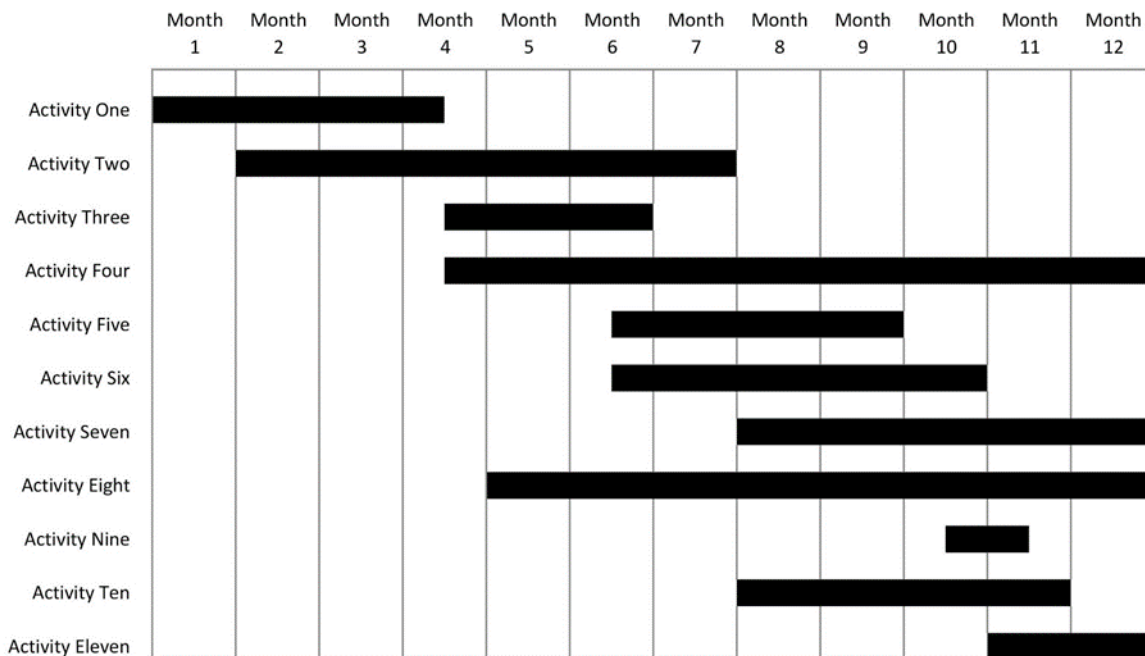 Month Month Month Month Month Month Month Month Month Month Month Month
1 2 3 4 5 6 7 8 9 10 11 12
Activity One
Activity Two
Activity Three
Activity Four
Activity Five
Activity Six
Activity Seven
Activity Eight
Activity Nine
Activity Ten
Activity Eleven